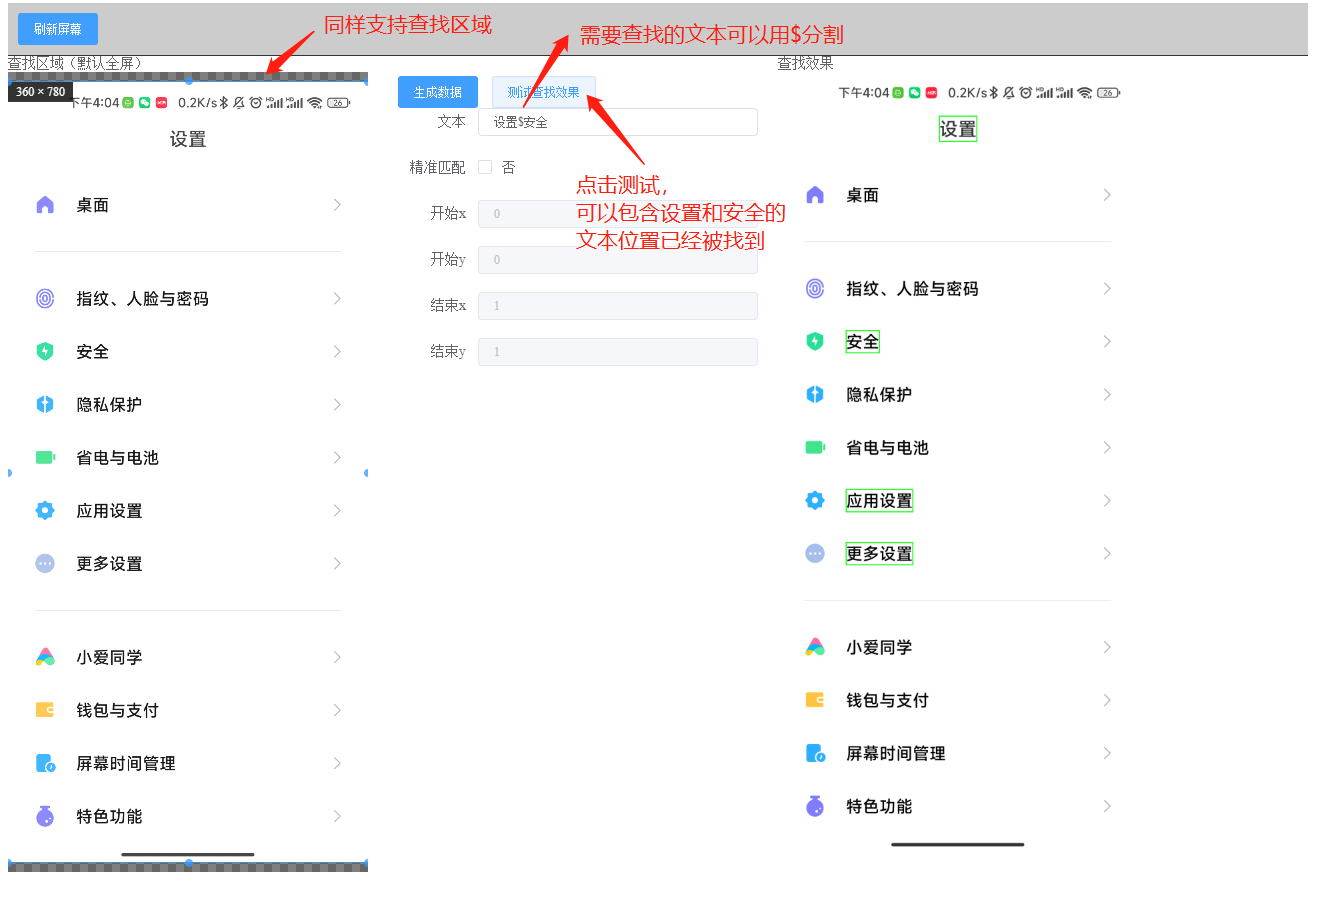 刷新屏幕
同样支持查找区域
需要查找的文本可以用$分割
查找区域（默认全屏）
查找效果
360 × 780
下午4:04
0.2K/s
26
设置
桌面
指纹、人脸与密码
安全
隐私保护
省电与电池
应用设置
更多设置
小爱同学
钱包与支付
屏幕时间管理
特色功能
生成数据
测试查找效果
文本
设置$安全
精准匹配
否
点击测试，
可以包含设置和安全的
文本位置已经被找到
开始x
0
开始y
0
结束x
1
结束y
1
下午4:04
0.2K/s
26
设置
桌面
指纹、人脸与密码
安全
隐私保护
省电与电池
应用设置
更多设置
小爱同学
钱包与支付
屏幕时间管理
特色功能